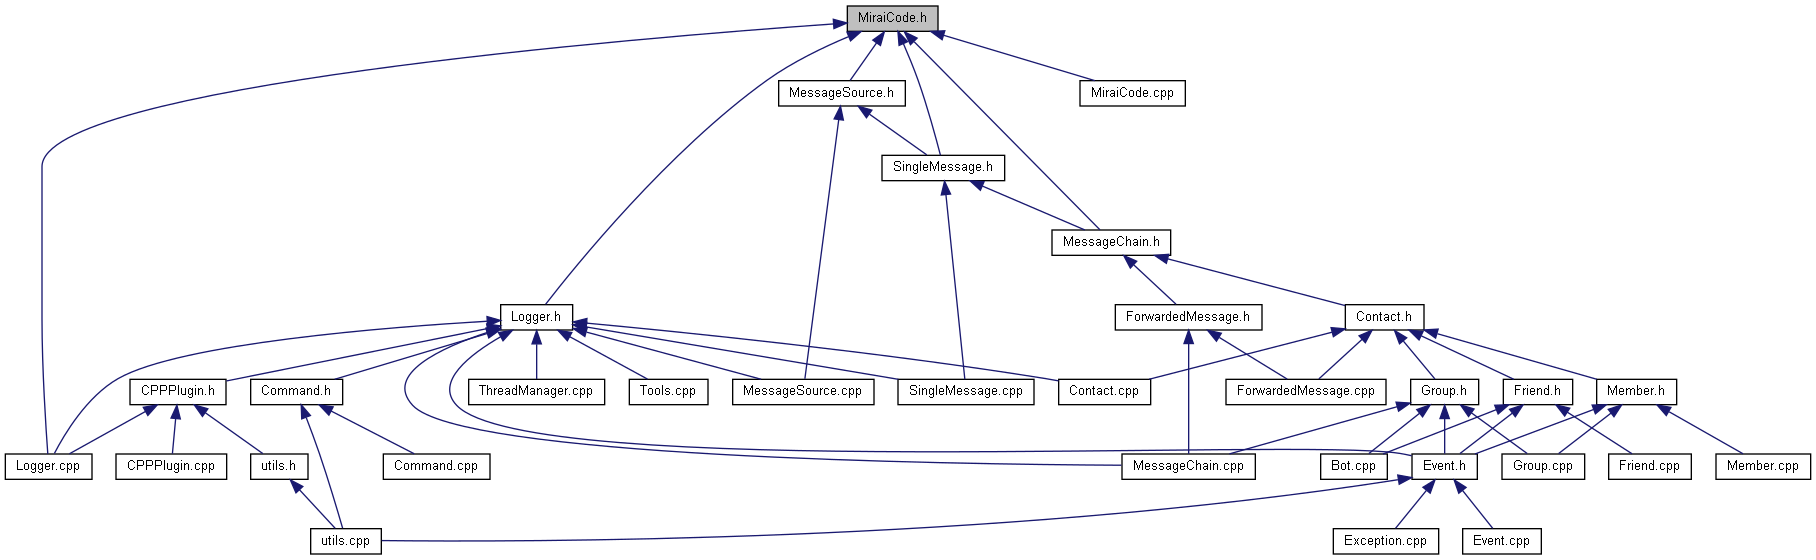 MiraiCode.h
MessageSource.h
MiraiCode.cpp
SingleMessage.h
MessageChain.h
Logger.h
ForwardedMessage.h
Contact.h
CPPPlugin.h
Command.h
ThreadManager.cpp
Tools.cpp
MessageSource.cpp
SingleMessage.cpp
Contact.cpp
ForwardedMessage.cpp
Group.h
Friend.h
Member.h
Logger.cpp
CPPPlugin.cpp
utils.h
Command.cpp
MessageChain.cpp
Bot.cpp
Event.h
Group.cpp
Friend.cpp
Member.cpp
utils.cpp
Exception.cpp
Event.cpp